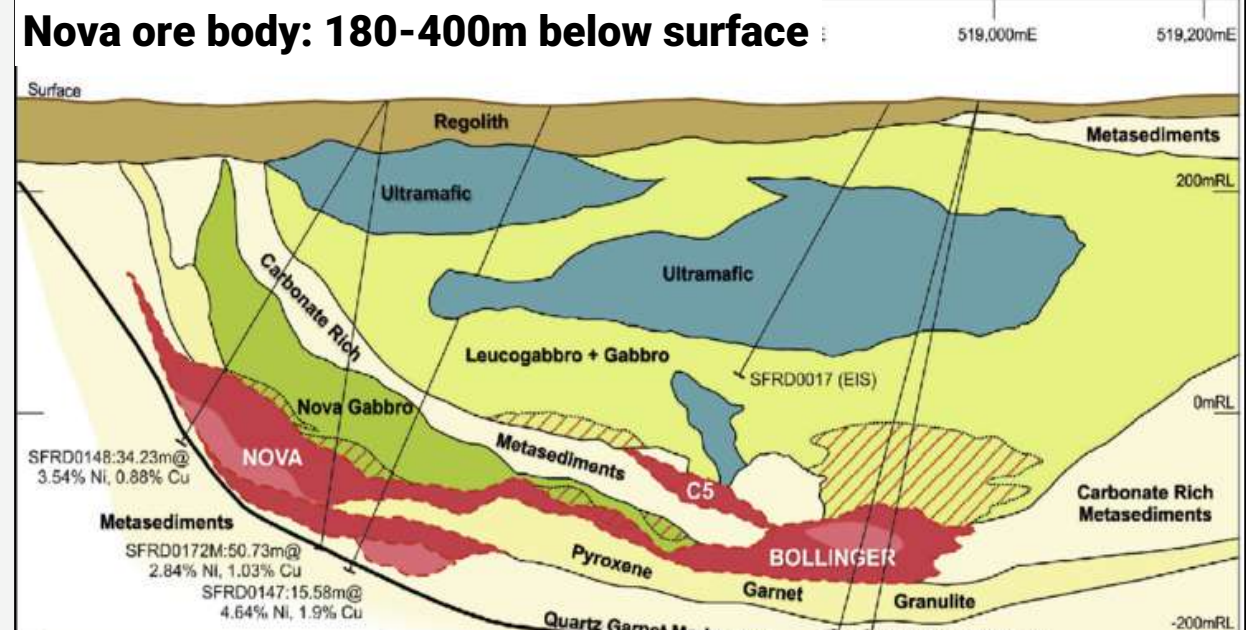 Nova ore body: 180-400m below surface
519,000mE
519,200mE
Surface
Regolith
Metasediments
200mRL
Ultramafic
Ultramafic
Carbonate Rich
Leucogabbro + Gabbro
SFRD0017 (EIS)
Nova Gabbro
0mRL
Metasediments
NOVA
SFRD0148:34.23m@
3.54% Ni, 0.88% Cu
C5
Carbonate Rich
Metasediments
Metasediments
BOLLINGER
SFRD0172M:50.73m@
2.84% Ni, 1.03% Cu
Pyroxene
Garnet
Granulite
SFRD0147:15.58m@
4.64% Ni, 1.9% Cu
Quartz Garnet
-200mRL